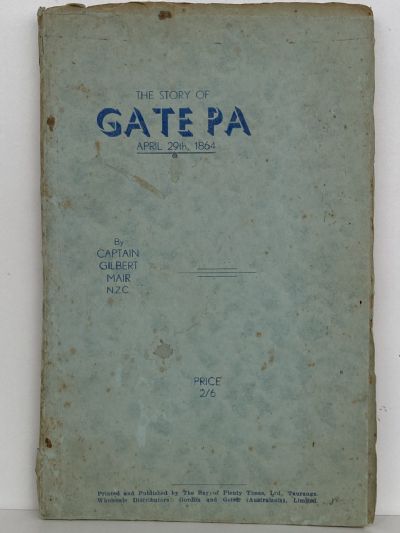 THE STORY OF
GATE PA
APRIL 29th, 1864
By
CAPTAIN
GILBERT
MAIR
N.Z.C.
PRICE
2/6
Printed and Published by The Bay of Plenty Times, Ltd., Tauranga.
Wholesale Distributors: Gordon and Gotch (Australasia), Limited.